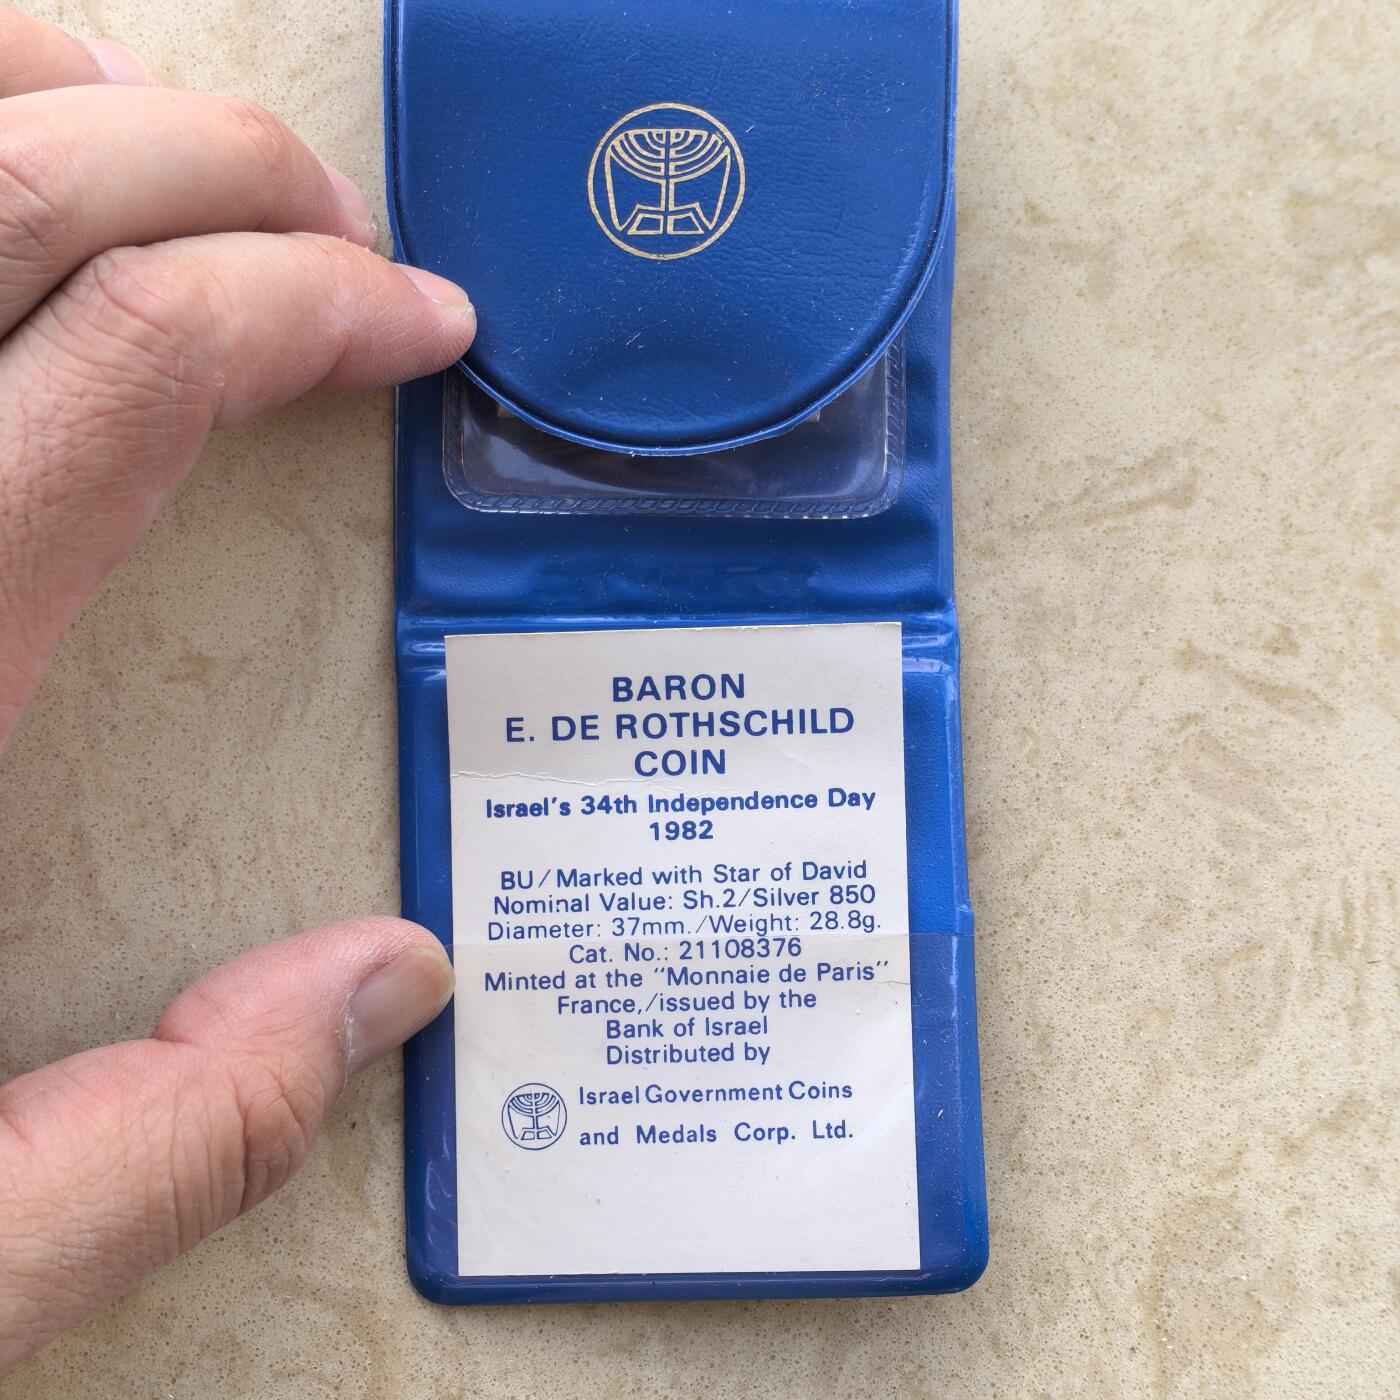 BARON
E. DE ROTHSCHILD
COIN
Israel's 34th Independence Day
1982
BU/Marked with Star of David
Nominal Value: Sh.2/Silver 850
Diameter: 37mm./Weight: 28.8g.
Cat. No.: 21108376
Minted at the "Monnaie de Paris"
France,/issued by the
Bank of Israel
Distributed by
Israel Government Coins
and Medals Corp. Ltd.